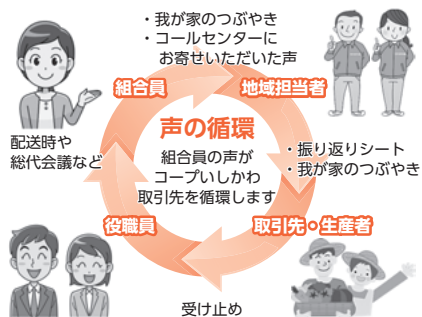 ・我が家のつぶやき
・コールセンターに
お寄せいただいた声
組合員
地域担当者
声の循環
組合員の声が
コープいしかわ
取引先を循環します
配送時や
総代会議など
・振り返りシート
・我が家のつぶやき
役職員
取引先・生産者
受け止め